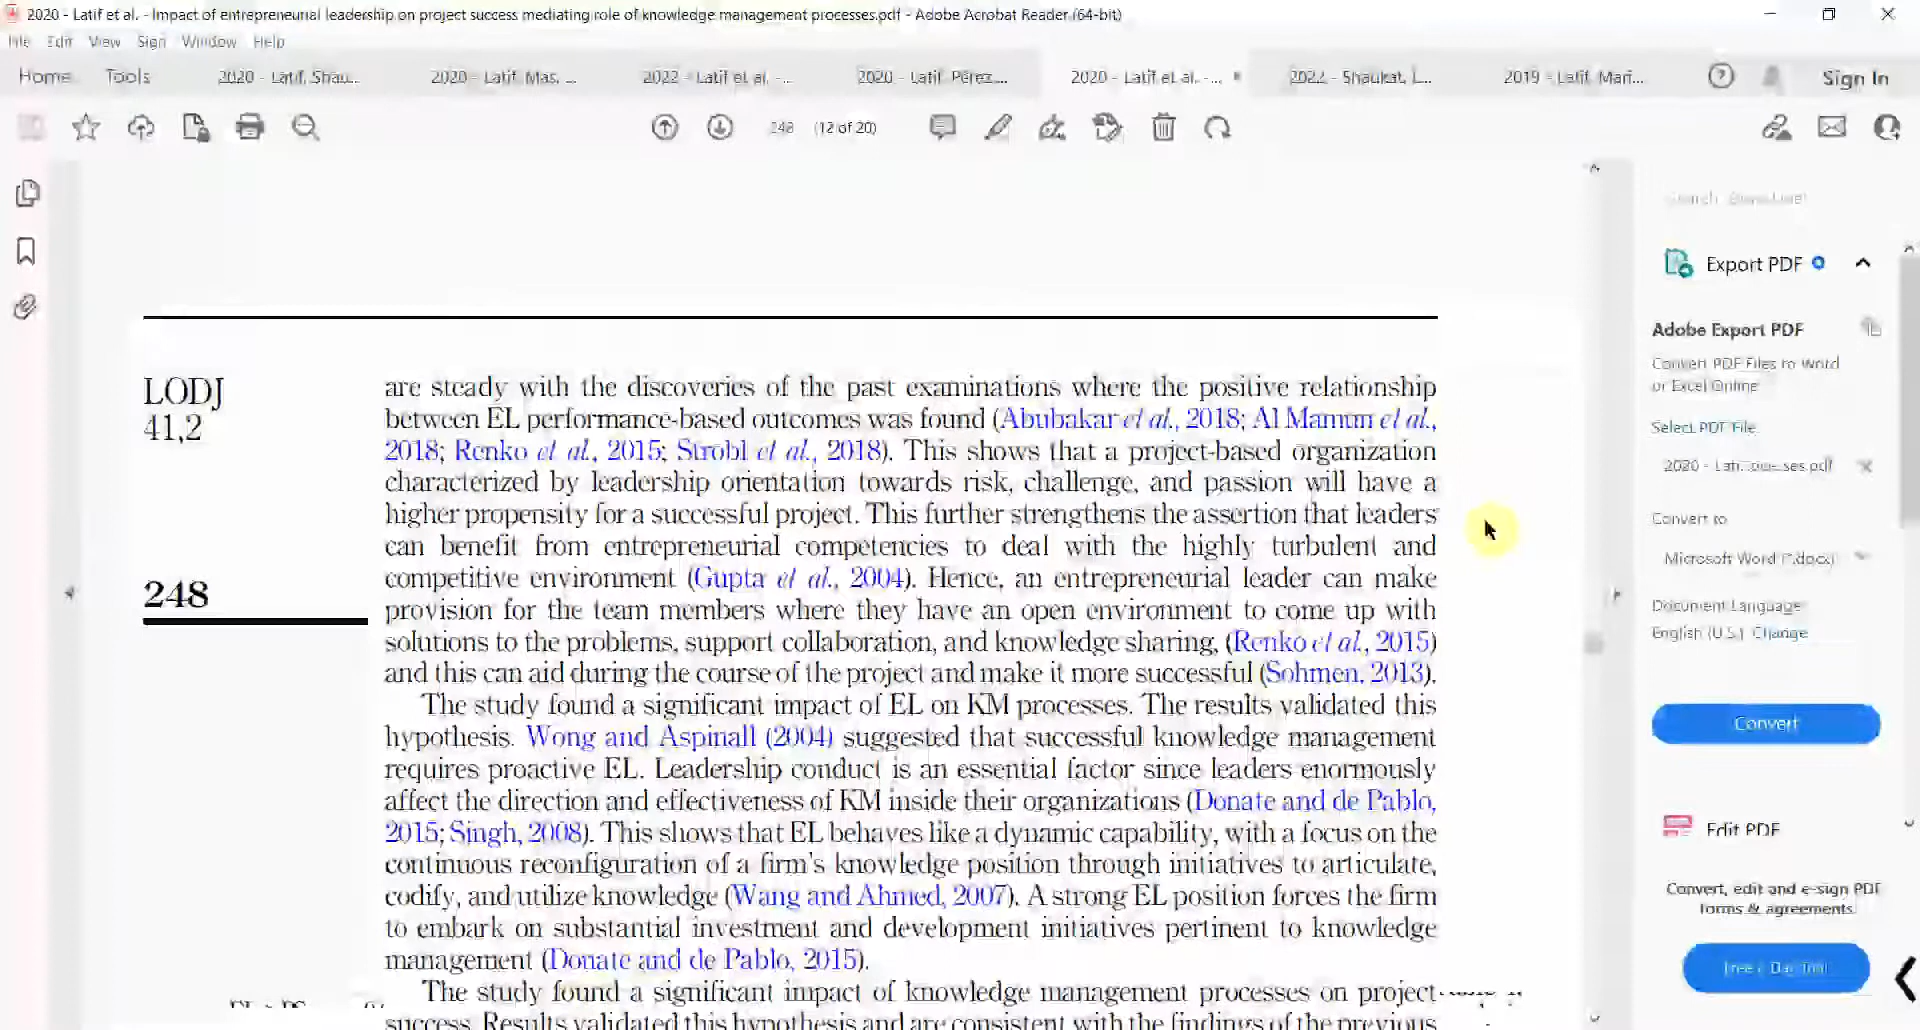 2020 - Latif et al. - Impact of entrepreneurial leadership on project success mediating role of knowledge management processes.pdf - Adobe Acrobat Reader (64-bit)
File Edit View Sign Window Help
Home Tools 2020 - Latif, Shau... 2020 - Latif, Mas, ... 2022 - Latif et al. -... 2020 - Latif, Pérez... 2020 - Latif et al. -... 2022 - Shaukat, L... 2019 - Latif, Mari... Sign In
248 (12 of 20)
Export PDF
Adobe Export PDF
Convert PDF Files to Word
or Excel Online
Select PDF File
2020 - Lati...esses.pdf
Convert to
Microsoft Word (*.docx)
Document Language:
English (U.S.) Change
Convert
Edit PDF
Convert, edit and e-sign PDF
forms & agreements
LODJ
41,2
248
are steady with the discoveries of the past examinations where the positive relationship
between EL performance-based outcomes was found (Abubakar et al., 2018; Al Mamun et al.,
2018; Renko et al., 2015; Strobl et al., 2018). This shows that a project-based organization
characterized by leadership orientation towards risk, challenge, and passion will have a
higher propensity for a successful project. This further strengthens the assertion that leaders
can benefit from entrepreneurial competencies to deal with the highly turbulent and
competitive environment (Gupta et al., 2004). Hence, an entrepreneurial leader can make
provision for the team members where they have an open environment to come up with
solutions to the problems, support collaboration, and knowledge sharing, (Renko et al., 2015)
and this can aid during the course of the project and make it more successful (Sohmen, 2013).
The study found a significant impact of EL on KM processes. The results validated this
hypothesis. Wong and Aspinall (2004) suggested that successful knowledge management
requires proactive EL. Leadership conduct is an essential factor since leaders enormously
affect the direction and effectiveness of KM inside their organizations (Donate and de Pablo,
2015; Singh, 2008). This shows that EL behaves like a dynamic capability, with a focus on the
continuous reconfiguration of a firm's knowledge position through initiatives to articulate,
codify, and utilize knowledge (Wang and Ahmed, 2007). A strong EL position forces the firm
to embark on substantial investment and development initiatives pertinent to knowledge
management (Donate and de Pablo, 2015).
The study found a significant impact of knowledge management processes on project
success. Results validated this hypothesis and are consistent with the findings of the previous